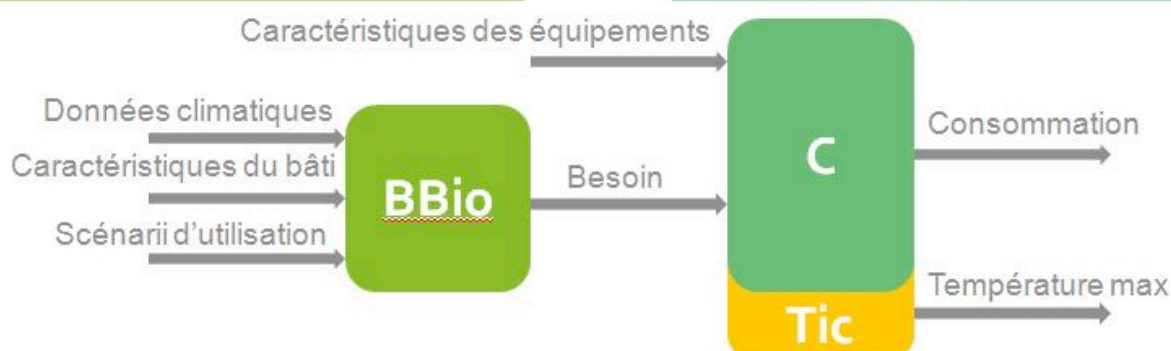 Caractéristiques des équipements
Données climatiques
Caractéristiques du bâti
Scénarii d'utilisation
BBio
Besoin
C
Consommation
Température max
Tic